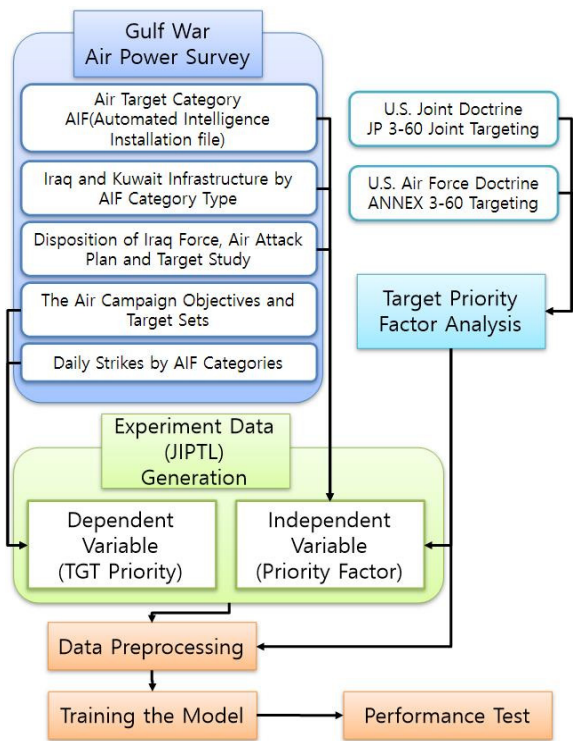 Gulf War
Air Power Survey
Air Target Category
AIF(Automated Intelligence
Installation file)
Iraq and Kuwait Infrastructure by
AIF Category Type
Disposition of Iraq Force, Air Attack
Plan and Target Study
The Air Campaign Objectives and
Target Sets
Daily Strikes by AIF Categories
U.S. Joint Doctrine
JP 3-60 Joint Targeting
U.S. Air Force Doctrine
ANNEX 3-60 Targeting
Target Priority
Factor Analysis
Experiment Data
(JIPTL)
Generation
Dependent
Variable
(TGT Priority)
Independent
Variable
(Priority Factor)
Data Preprocessing
Training the Model
Performance Test